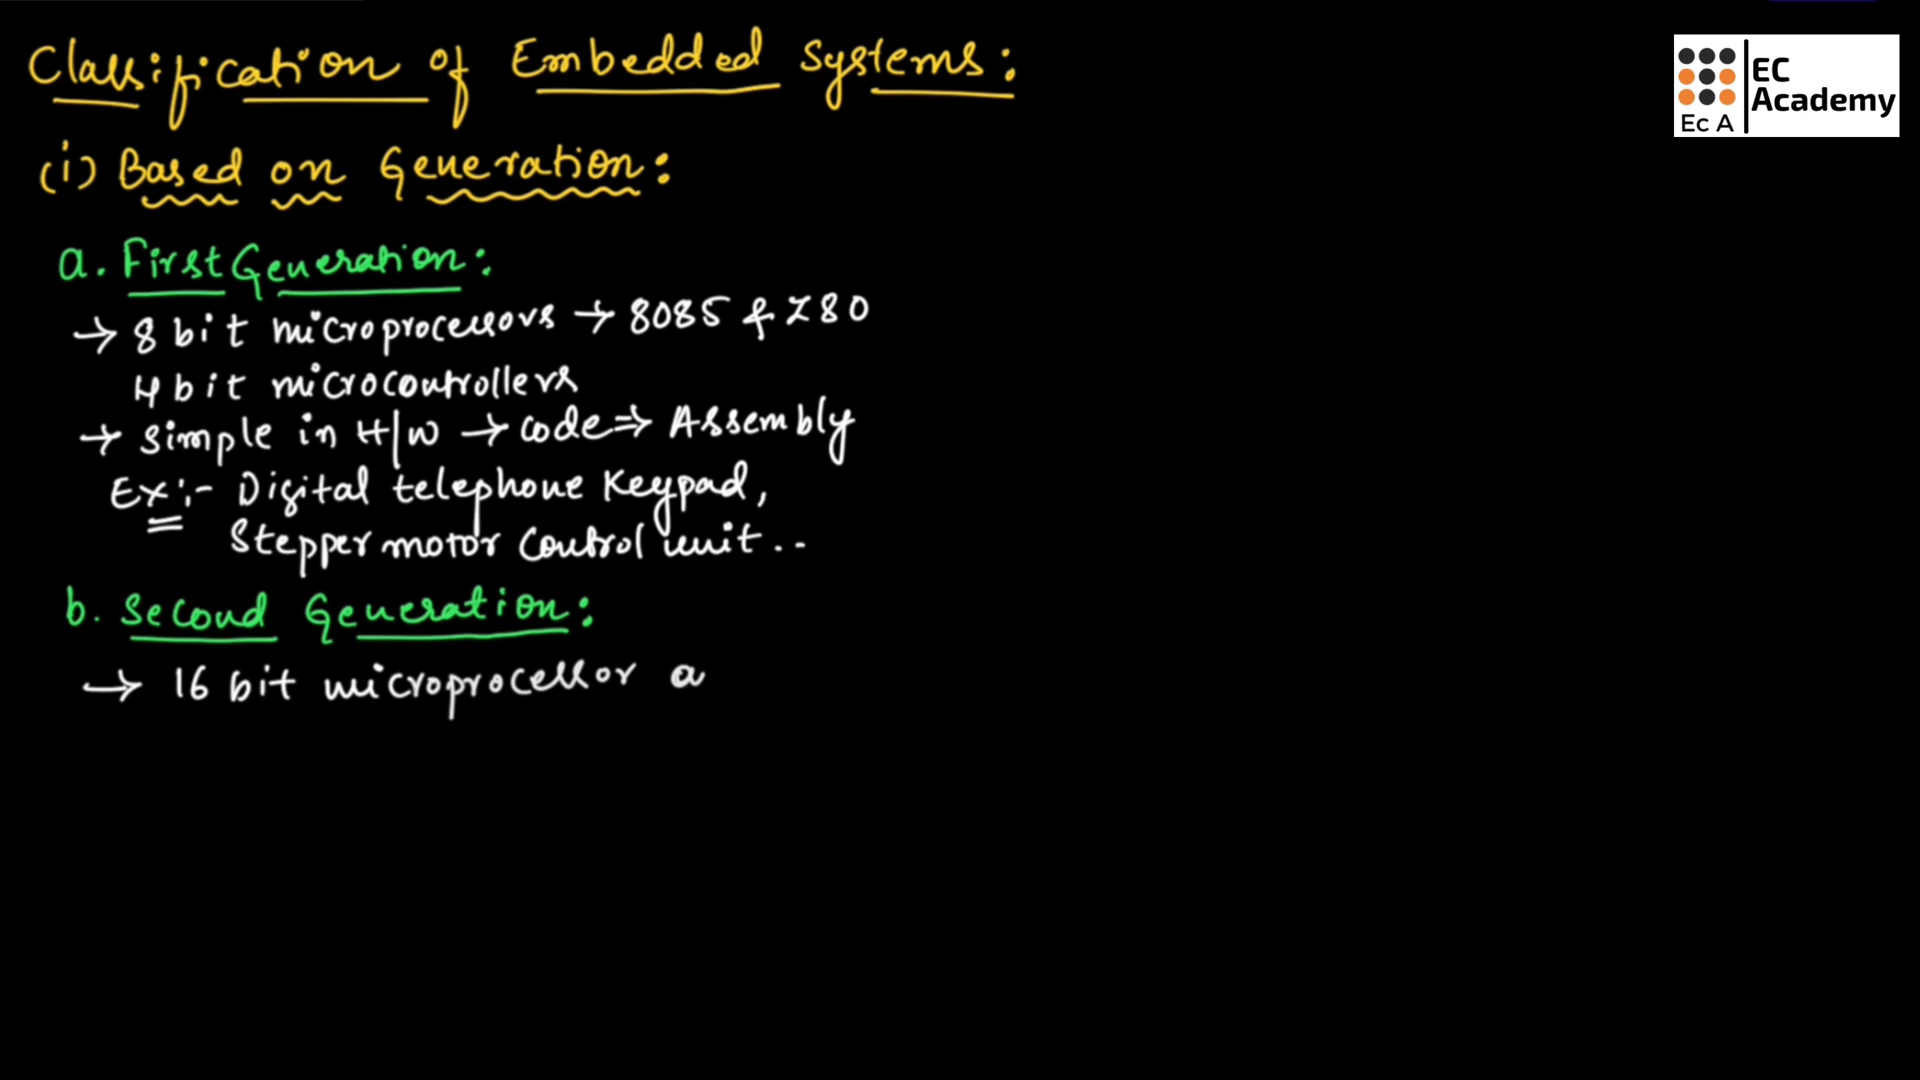 Classification of Embedded Systems:
EC Academy
Ec A
(i) Based on Generation:
a. First Generation:
→ 8 bit microprocessors → 8085 & Z80
4 bit microcontrollers
→ Simple in H/W → code ⇒ Assembly
Ex:- Digital telephone Keypad,
Stepper motor Control unit..
b. Second Generation:
→ 16 bit microprocessor a